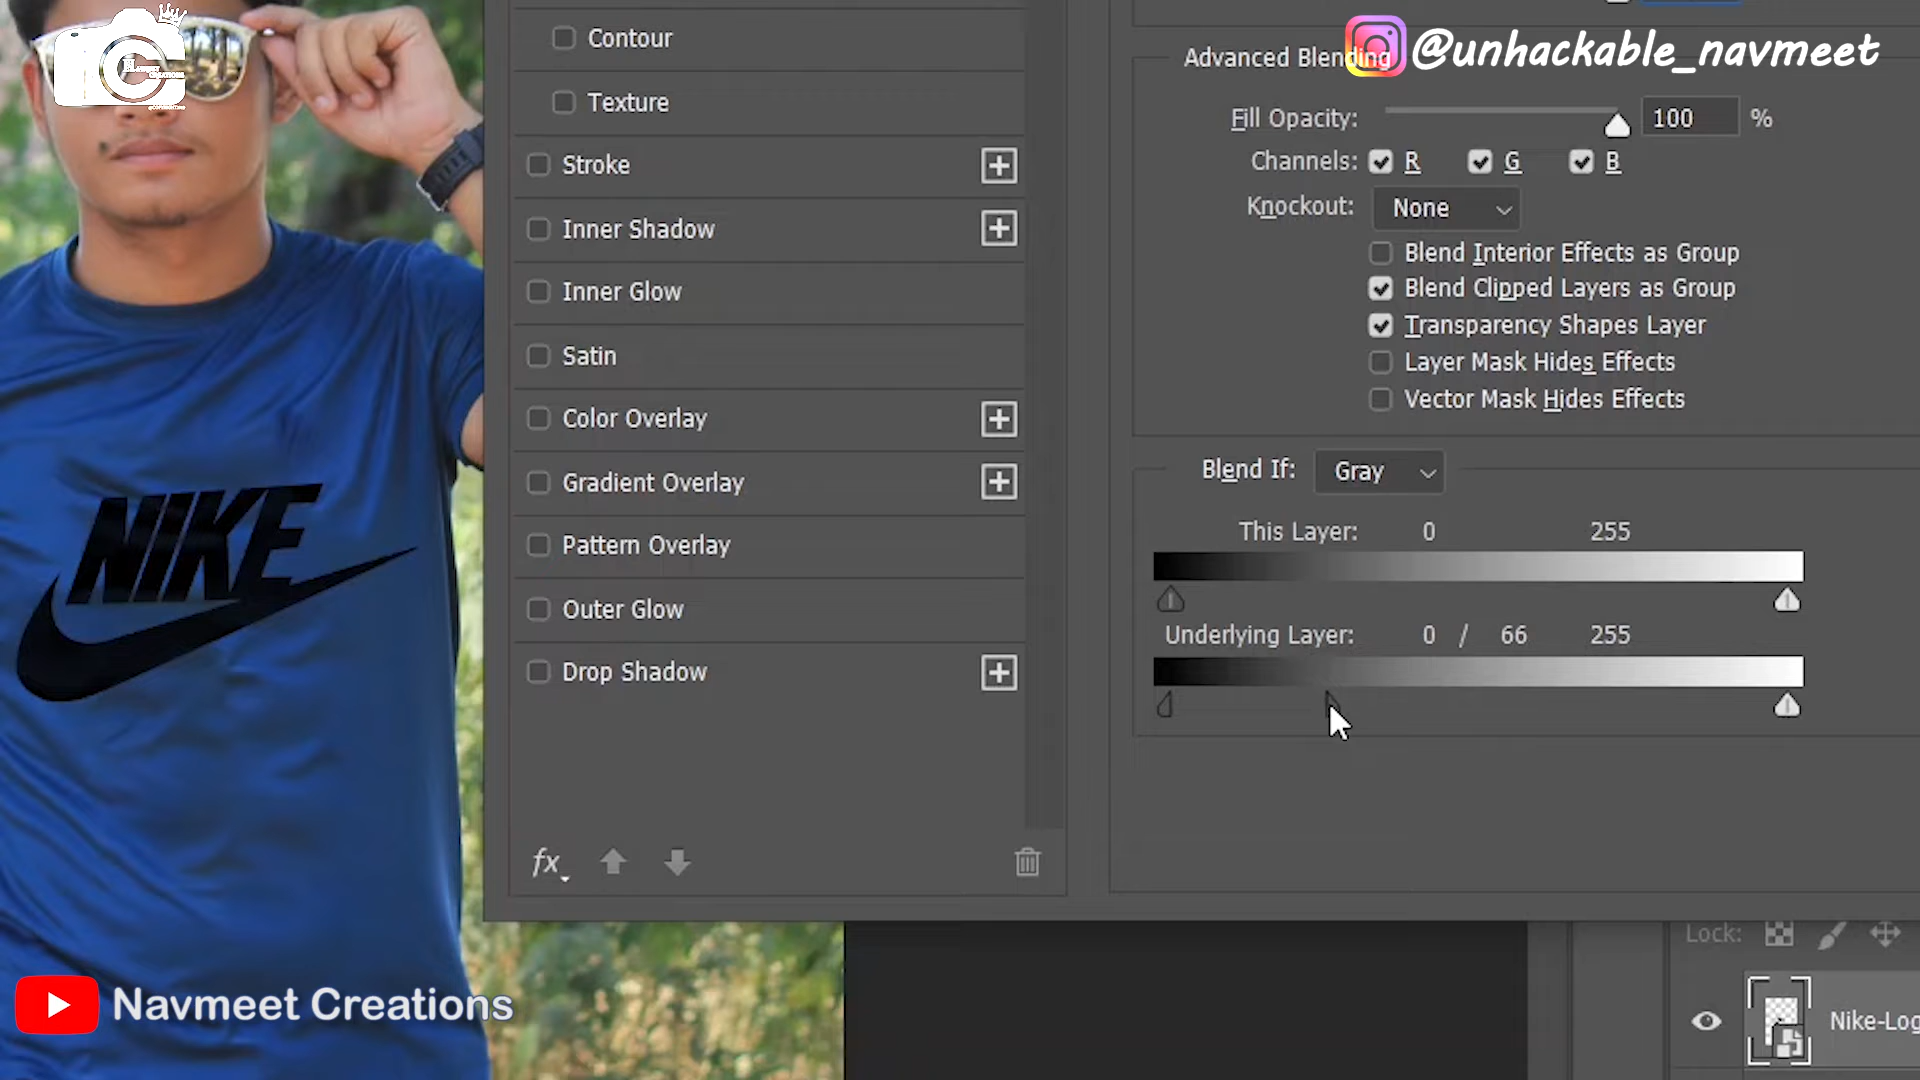 @unhackable_navmeet
Contour
Texture
Stroke
Inner Shadow
Inner Glow
Satin
Color Overlay
Gradient Overlay
Pattern Overlay
Outer Glow
Drop Shadow
fx
Advanced Blending
Fill Opacity: 100 %
Channels: R G B
Knockout: None
Blend Interior Effects as Group
Blend Clipped Layers as Group
Transparency Shapes Layer
Layer Mask Hides Effects
Vector Mask Hides Effects
Blend If: Gray
This Layer: 0 255
Underlying Layer: 0 / 66 255
NIKE
Navmeet Creations
Lock:
Nike-Log